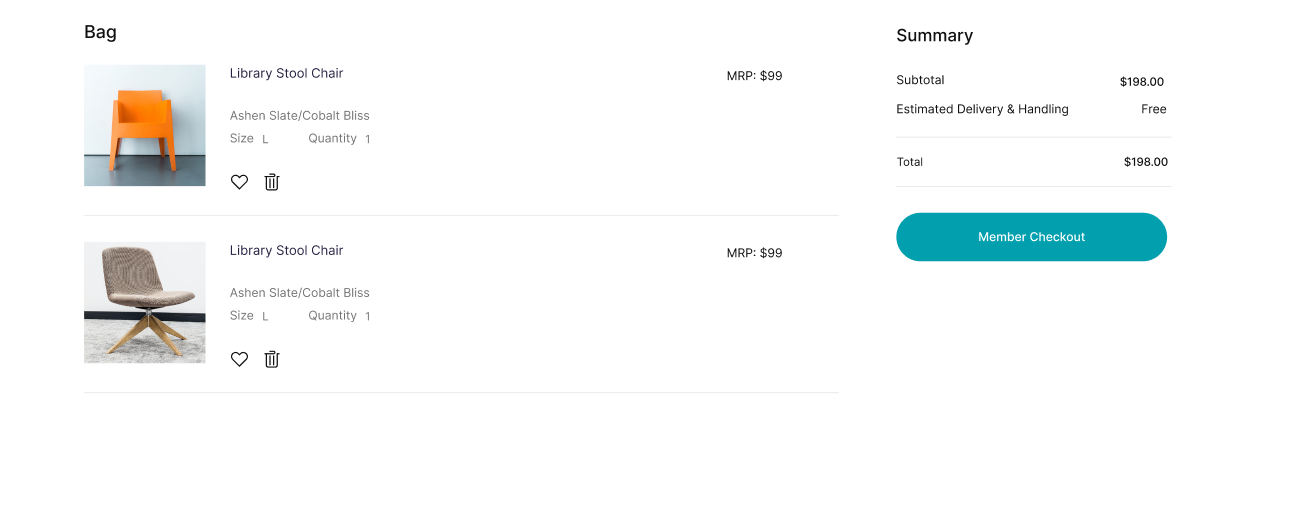 Bag
Library Stool Chair
MRP: $99
Ashen Slate/Cobalt Bliss
Size L Quantity 1
Library Stool Chair
MRP: $99
Ashen Slate/Cobalt Bliss
Size L Quantity 1
Summary
Subtotal $198.00
Estimated Delivery & Handling Free
Total $198.00
Member Checkout